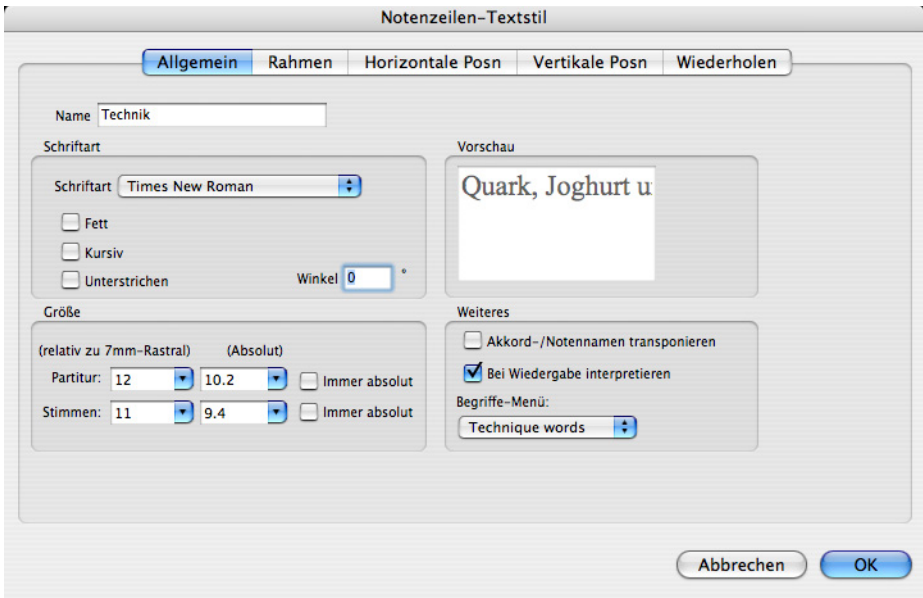 Notenzeilen-Textstil
Allgemein Rahmen Horizontale Posn Vertikale Posn Wiederholen
Name Technik
Schriftart
Schriftart Times New Roman
Fett
Kursiv
Unterstrichen
Winkel 0 °
Vorschau
Quark, Joghurt u
Größe
(relativ zu 7mm-Rastral) (Absolut)
Partitur: 12 10.2 Immer absolut
Stimmen: 11 9.4 Immer absolut
Weiteres
Akkord-/Notennamen transponieren
Bei Wiedergabe interpretieren
Begriffe-Menü:
Technique words
Abbrechen OK